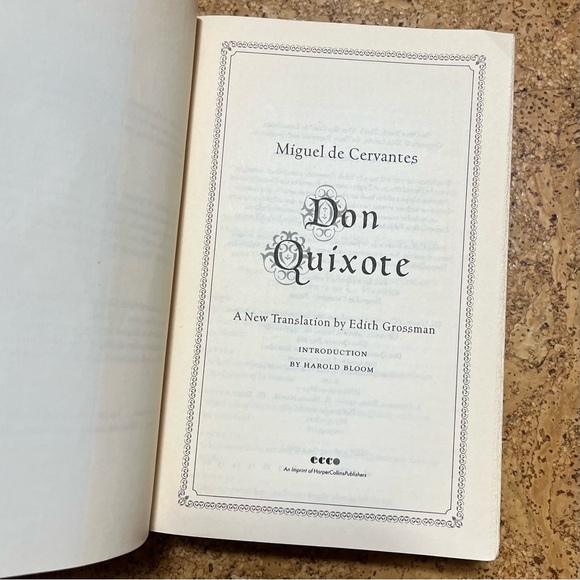 Miguel de Cervantes
Don
Quixote
A New Translation by Edith Grossman
INTRODUCTION
BY HAROLD BLOOM
ecco
An Imprint of HarperCollinsPublishers